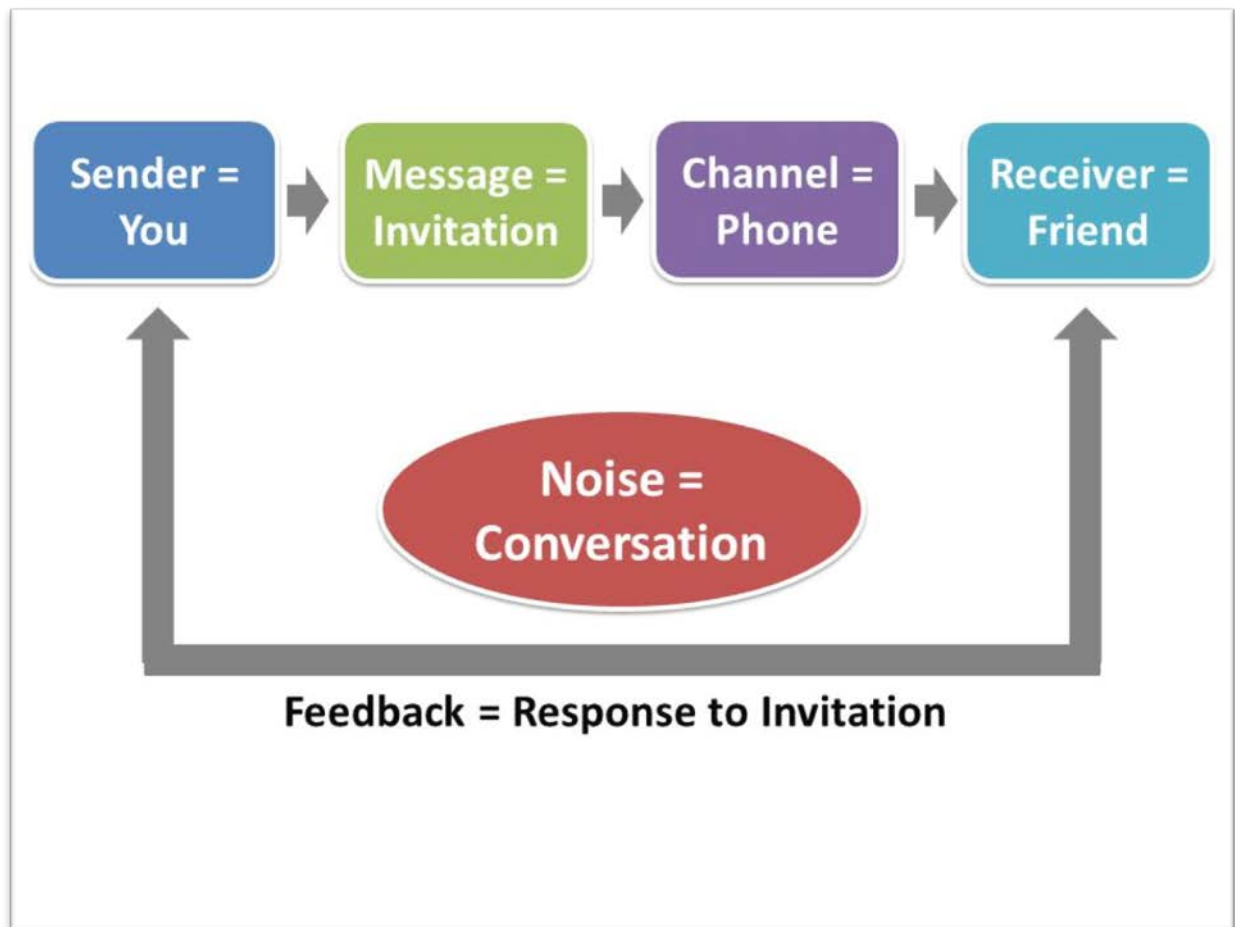 Sender =
You
Message =
Invitation
Channel =
Phone
Receiver =
Friend
Noise =
Conversation
Feedback = Response to Invitation